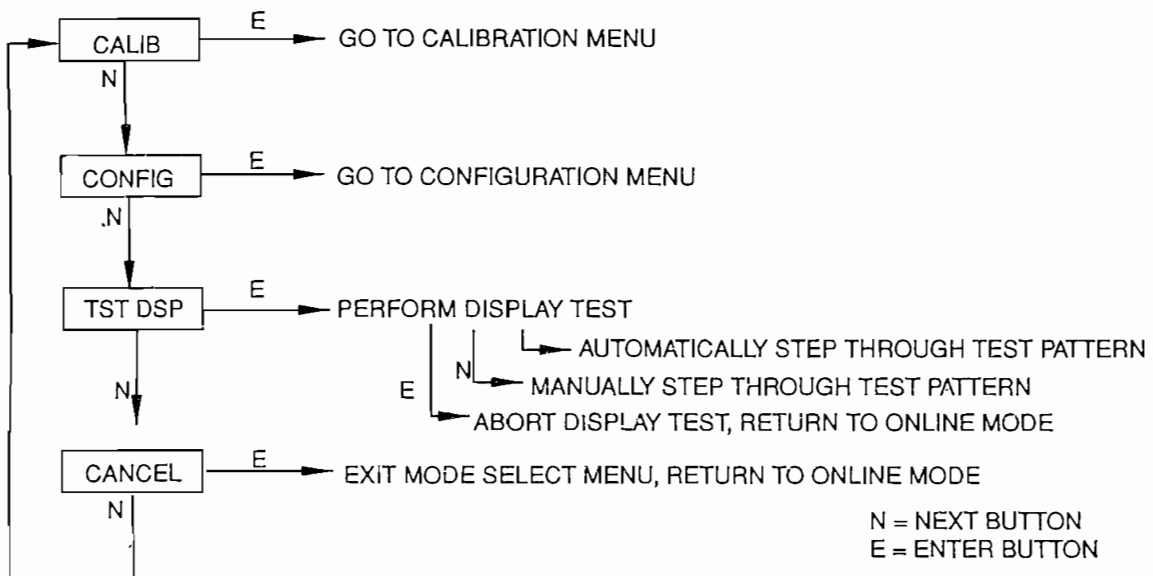 E
CALIB
GO TO CALIBRATION MENU
N
E
CONFIG
GO TO CONFIGURATION MENU
.N
E
TST DSP
PERFORM DISPLAY TEST
AUTOMATICALLY STEP THROUGH TEST PATTERN
N
MANUALLY STEP THROUGH TEST PATTERN
N
E
ABORT DISPLAY TEST, RETURN TO ONLINE MODE
E
CANCEL
EXIT MODE SELECT MENU, RETURN TO ONLINE MODE
N
N = NEXT BUTTON
E = ENTER BUTTON